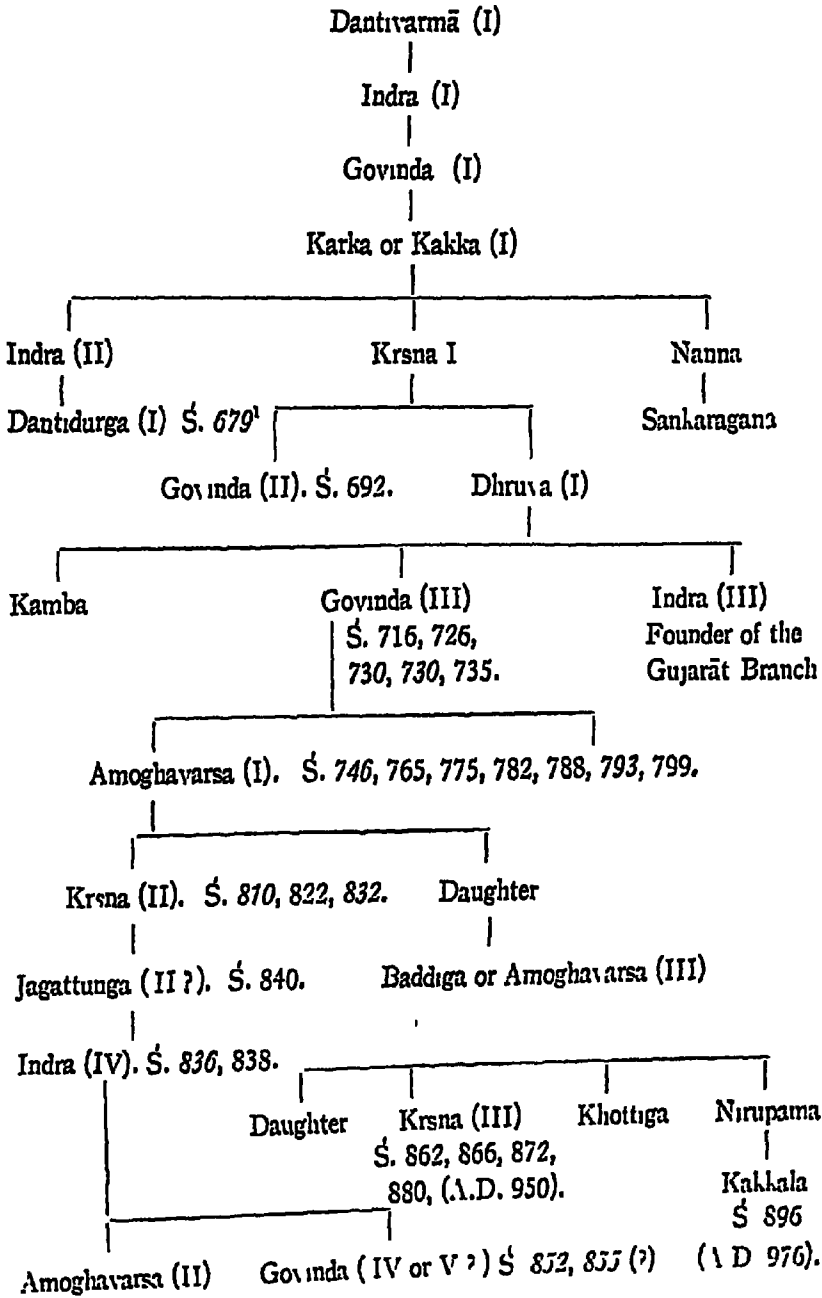 Dantivarmā (I)
Indra (I)
Govinda (I)
Karka or Kakka (I)
Indra (II) Krsna I Nanna
Dantidurga (I) Ś. 679¹ Sankaragana
Govinda (II). Ś. 692. Dhruva (I)
Kamba Govinda (III) Indra (III)
Ś. 716, 726, Founder of the
730, 730, 735. Gujarāt Branch
Amoghavarsa (I). Ś. 746, 765, 775, 782, 788, 793, 799.
Krsna (II). Ś. 810, 822, 832. Daughter
Jagattunga (II ?). Ś. 840. Baddiga or Amoghavarsa (III)
Indra (IV). Ś. 836, 838.
Daughter Krsna (III) Khottiga Nirupama
Ś. 862, 866, 872, Kakkala
880, (A.D. 950). Ś 896
Amoghavarsa (II) Govinda (IV or V ?) Ś 852, 855 (?) (A D 976).